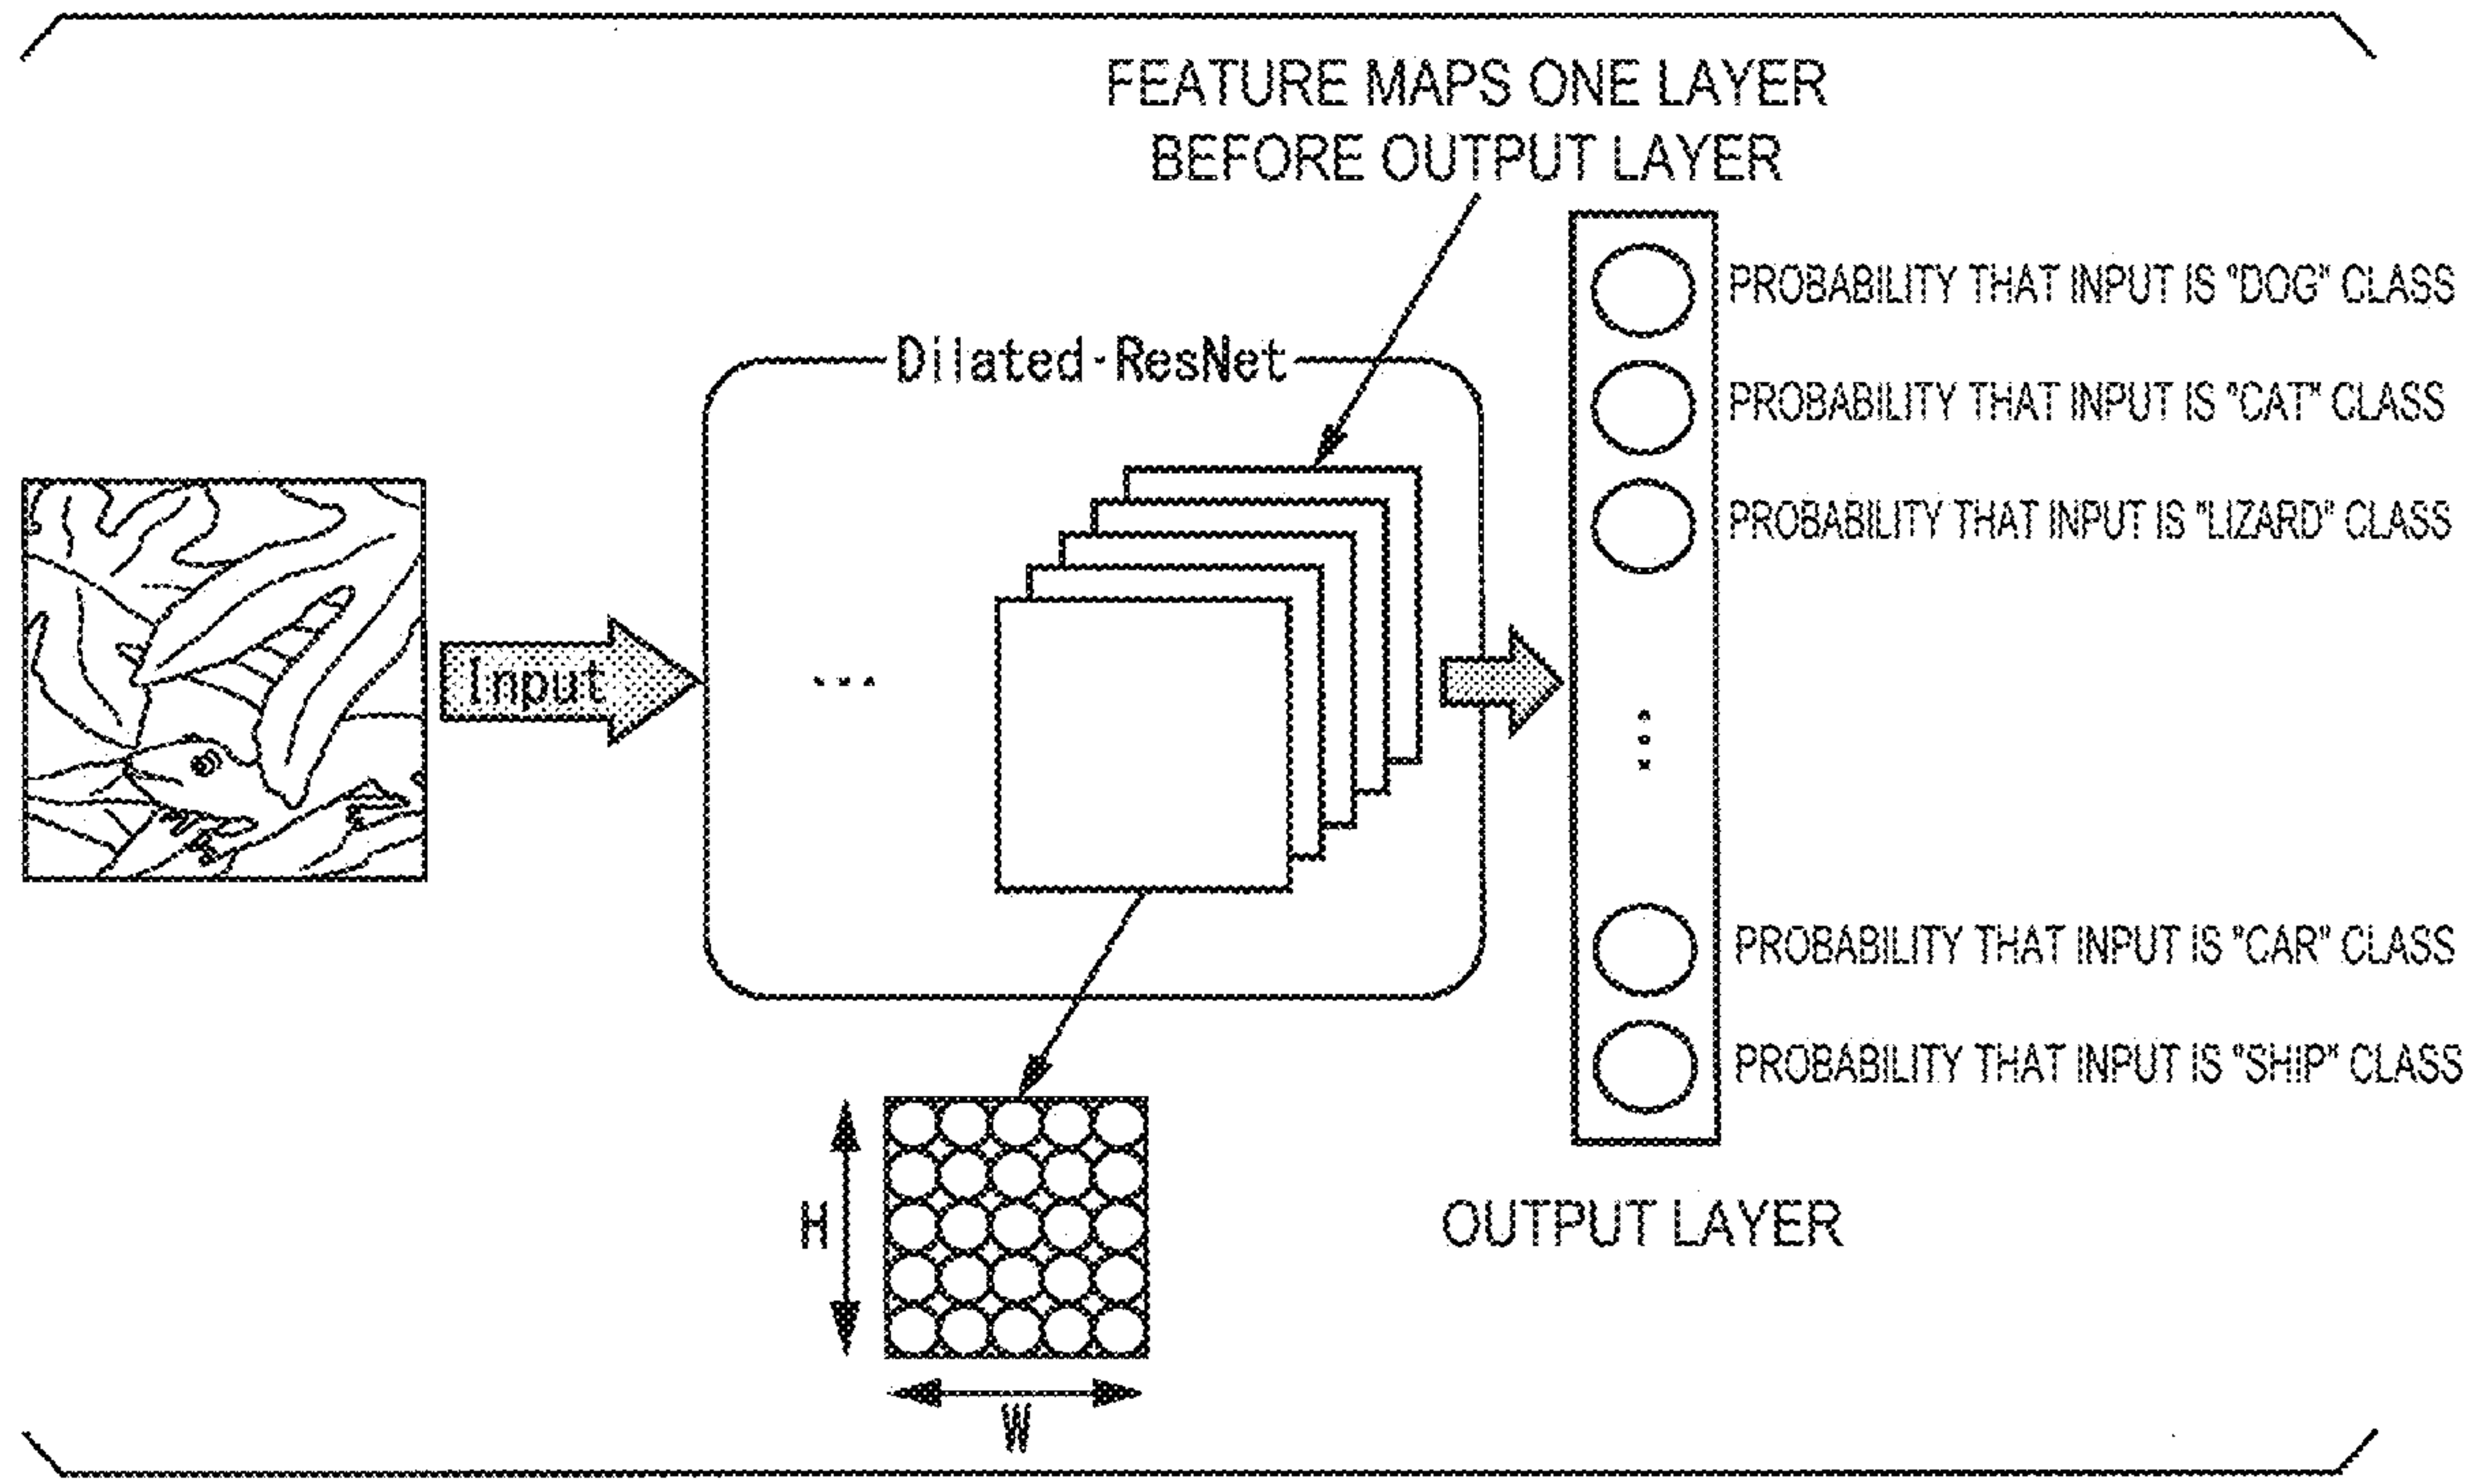 FEATURE MAPS ONE LAYER
BEFORE OUTPUT LAYER
PROBABILITY THAT INPUT IS "DOG" CLASS
Dilated-ResNet
PROBABILITY THAT INPUT IS "CAT" CLASS
PROBABILITY THAT INPUT IS "LIZARD" CLASS
Input
...
PROBABILITY THAT INPUT IS "CAR" CLASS
PROBABILITY THAT INPUT IS "SHIP" CLASS
H
OUTPUT LAYER
W